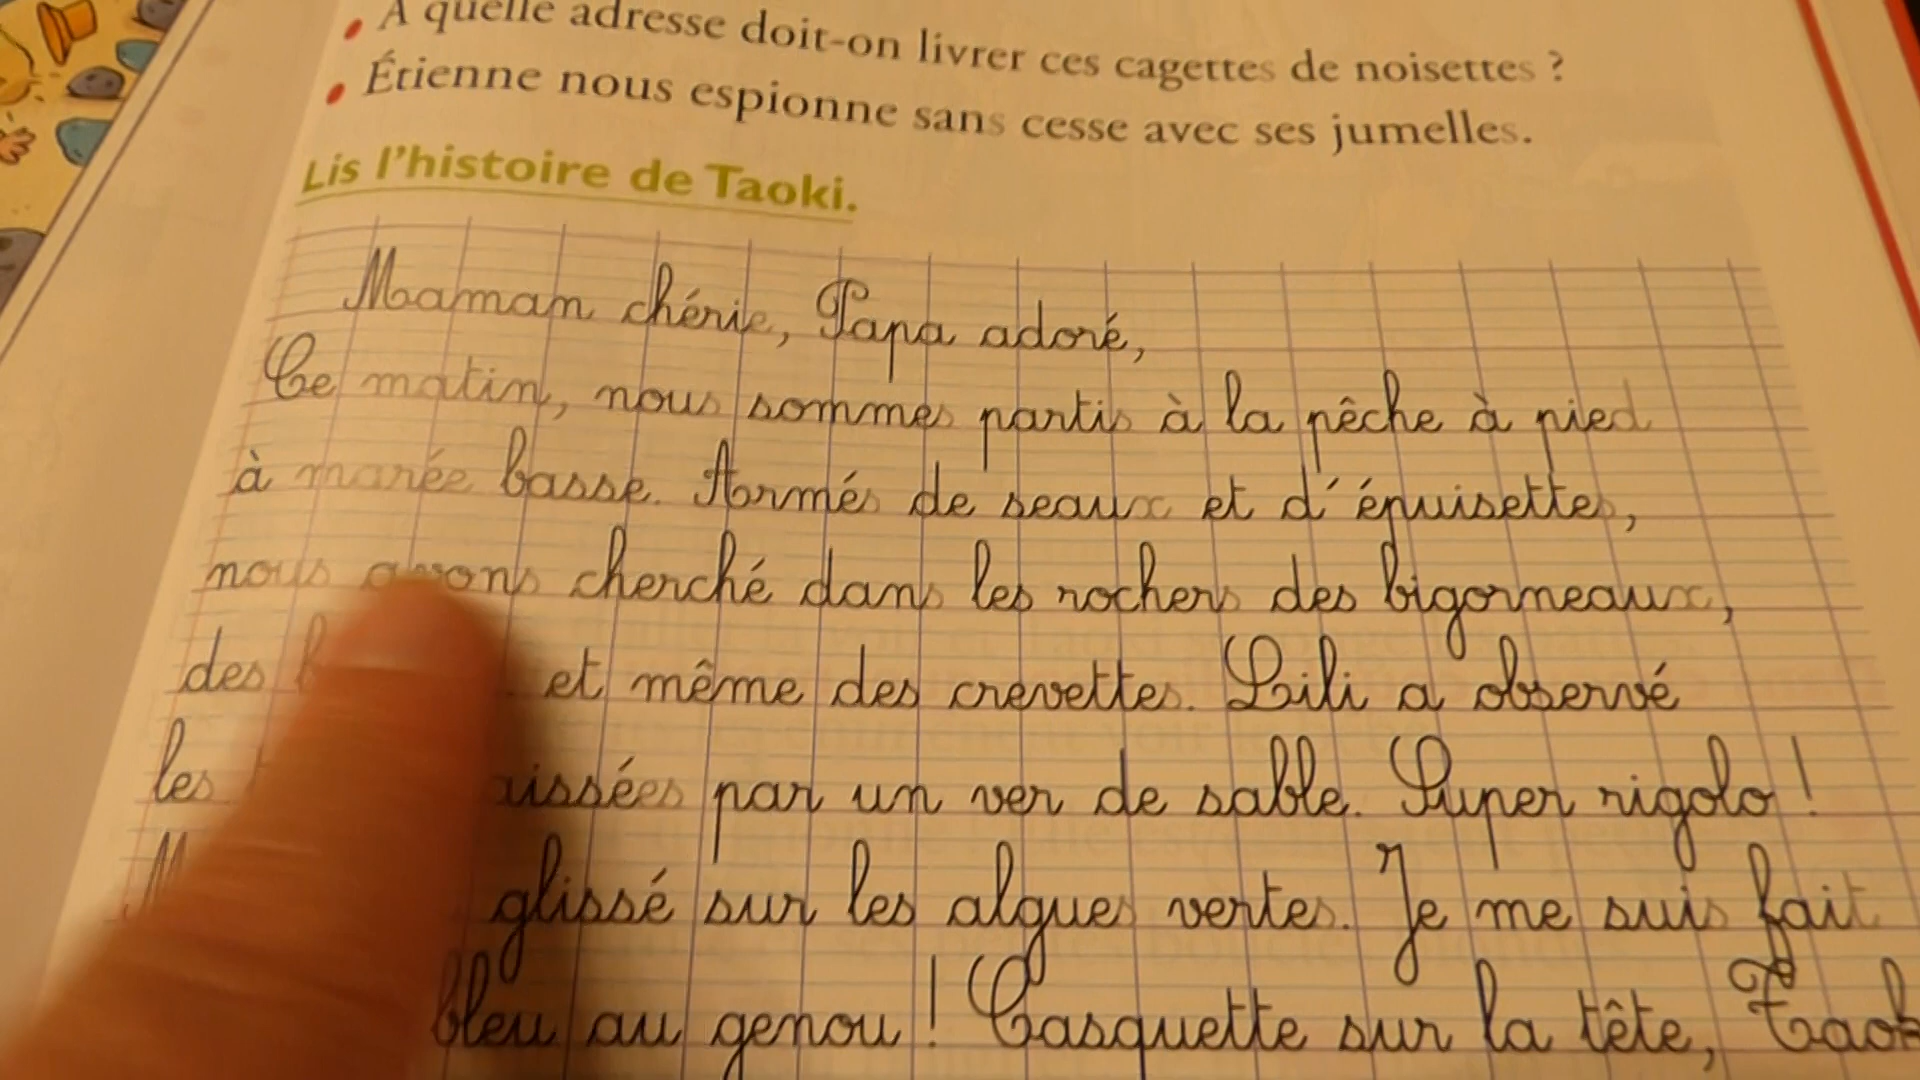 À quelle adresse doit-on livrer ces cagettes de noisettes ?
Étienne nous espionne sans cesse avec ses jumelles.
Lis l'histoire de Taoki.
Maman chérie, Papa adoré,
Ce matin, nous sommes partis à la pêche à pied
à marée basse. Armés de seaux et d'épuisettes,
nous avons cherché dans les rochers des bigorneaux,
des et même des crevettes. Lili a observé
les par un ver de sable. Super rigolo !
glissé sur les algues vertes. Je me suis fait
bleu au genou ! Casquette sur la tête,